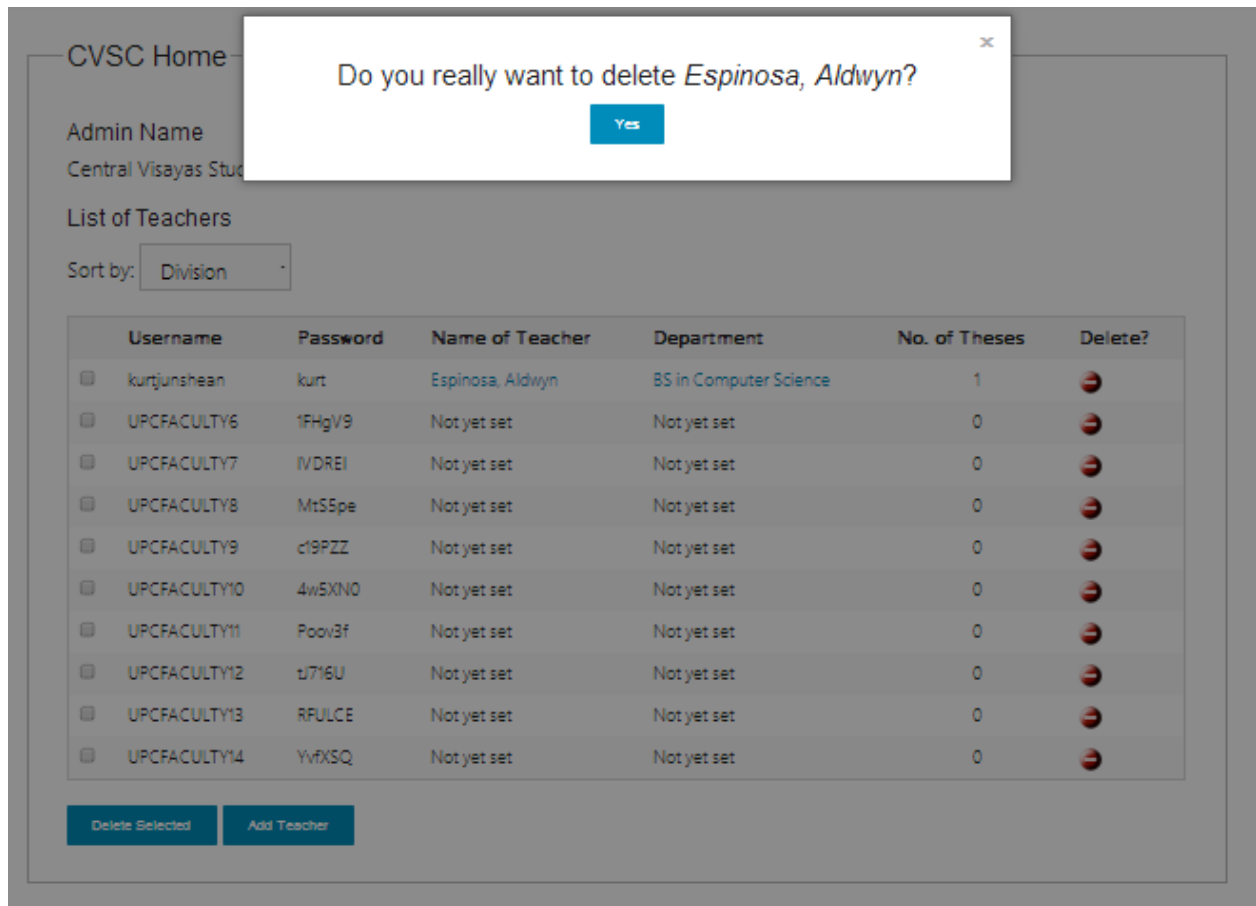 Do you really want to delete Espinosa, Aldwyn?
Yes
CVSC Home
Admin Name
Central Visayas Stud
List of Teachers
Sort by: Division
Username Password Name of Teacher Department No. of Theses Delete?
kurtjunshean kurt Espinosa, Aldwyn BS in Computer Science 1
UPCFACULTY6 1FHgV9 Not yet set Not yet set 0
UPCFACULTY7 IVDREI Not yet set Not yet set 0
UPCFACULTY8 MtS5pe Not yet set Not yet set 0
UPCFACULTY9 c19PZZ Not yet set Not yet set 0
UPCFACULTY10 4w5XN0 Not yet set Not yet set 0
UPCFACULTY11 Poov3f Not yet set Not yet set 0
UPCFACULTY12 tJ716U Not yet set Not yet set 0
UPCFACULTY13 RFULCE Not yet set Not yet set 0
UPCFACULTY14 YvfXSQ Not yet set Not yet set 0
Delete Selected Add Teacher